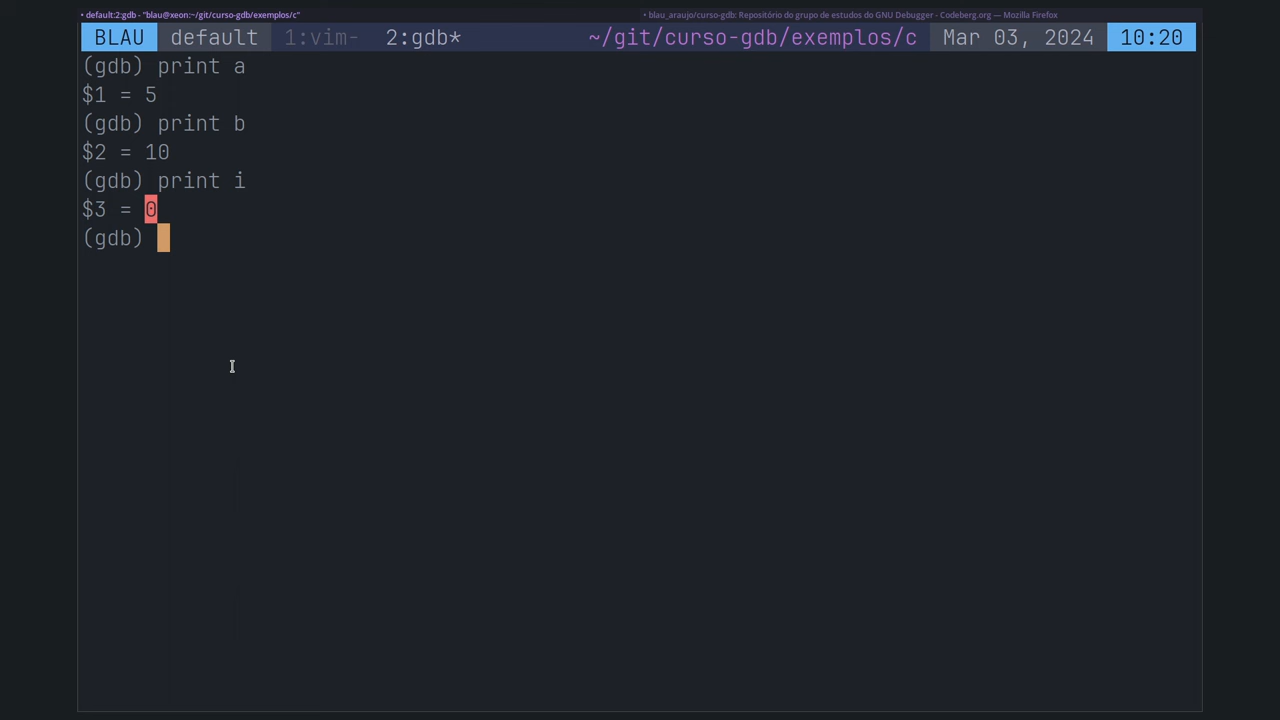 • default:2:gdb - "blau@xeon:~/git/curso-gdb/exemplos/c"
• blau_araujo/curso-gdb: Repositório do grupo de estudos do GNU Debugger - Codeberg.org — Mozilla Firefox
BLAU default 1:vim- 2:gdb* ~/git/curso-gdb/exemplos/c Mar 03, 2024 10:20
(gdb) print a
$1 = 5
(gdb) print b
$2 = 10
(gdb) print i
$3 = 0
(gdb)